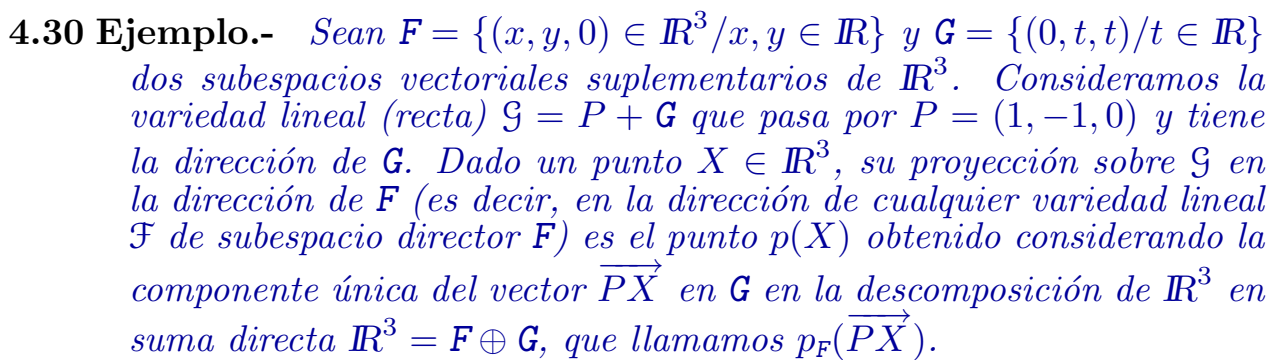 4.30 Ejemplo.- Sean F = {(x, y, 0) ∈ ℝ³/x, y ∈ ℝ} y G = {(0, t, t)/t ∈ ℝ}
dos subespacios vectoriales suplementarios de ℝ³. Consideramos la
variedad lineal (recta) 𝒢 = P + G que pasa por P = (1, −1, 0) y tiene
la dirección de G. Dado un punto X ∈ ℝ³, su proyección sobre 𝒢 en
la dirección de F (es decir, en la dirección de cualquier variedad lineal
ℱ de subespacio director F) es el punto p(X) obtenido considerando la
componente única del vector \overrightarrow{PX} en G en la descomposición de ℝ³ en
suma directa ℝ³ = F ⊕ G, que llamamos p_F(\overrightarrow{PX}).